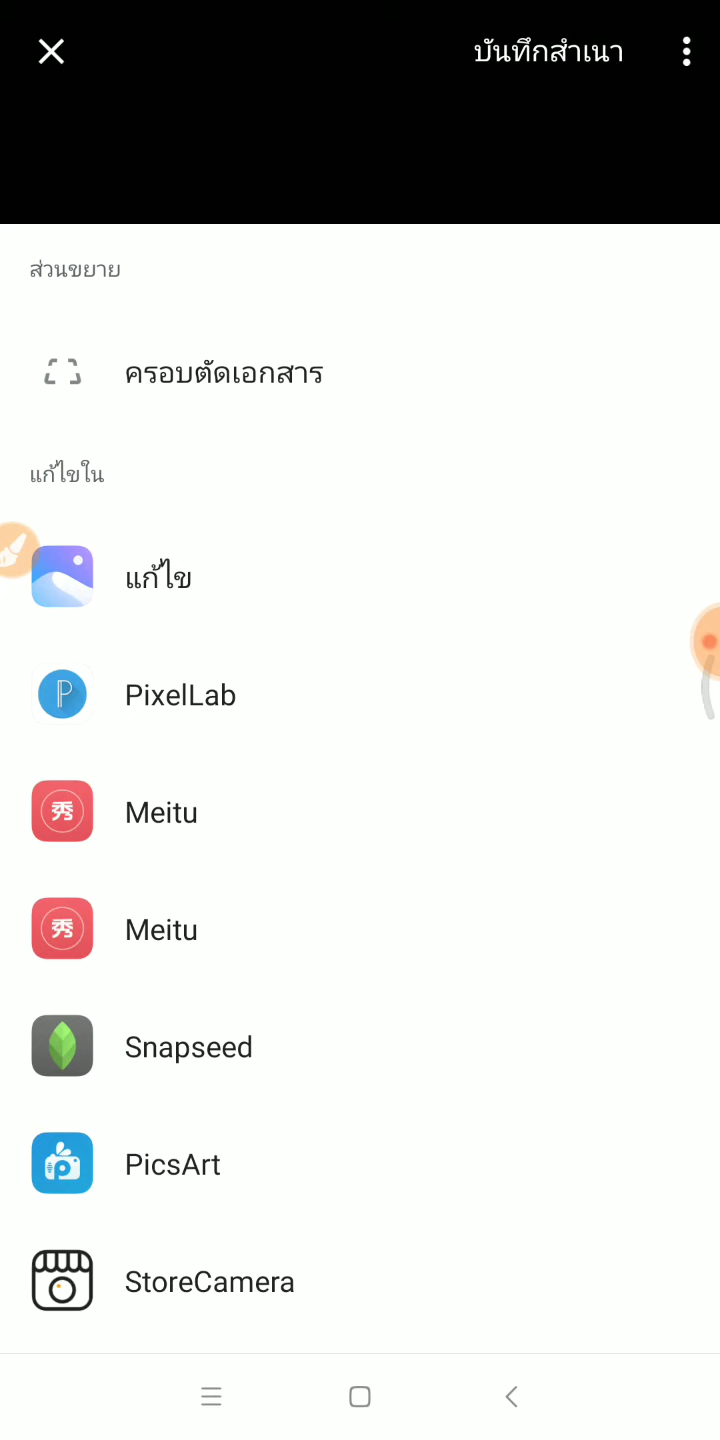 บันทึกสำเนา
ส่วนขยาย
ครอบตัดเอกสาร
แก้ไขใน
แก้ไข
PixelLab
秀
Meitu
秀
Meitu
Snapseed
PicsArt
StoreCamera